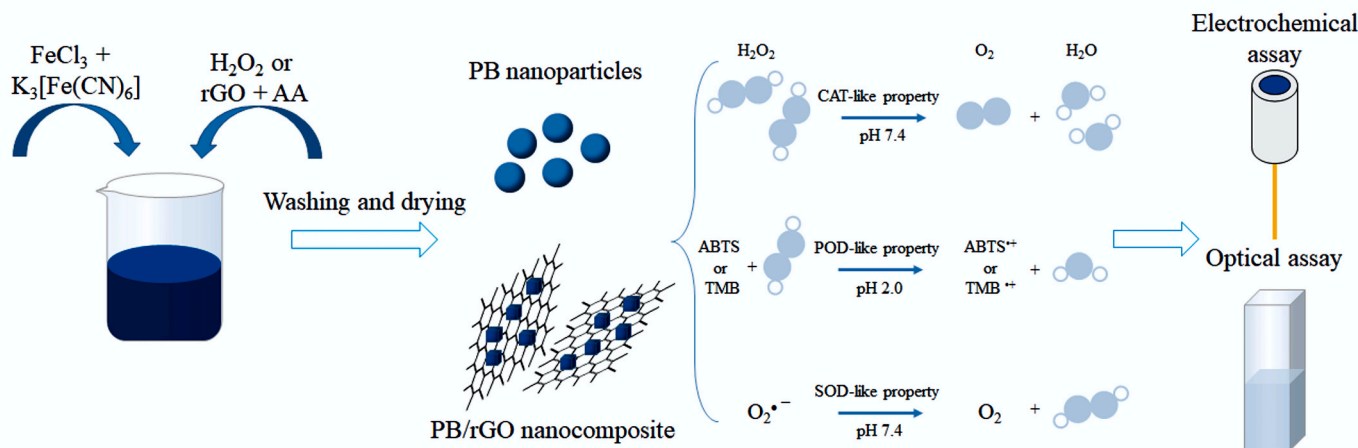 FeCl₃ +
K₃[Fe(CN)₆]
H₂O₂ or
rGO + AA
Washing and drying
PB nanoparticles
PB/rGO nanocomposite
H₂O₂
CAT-like property
pH 7.4
O₂
+
H₂O
ABTS
or
TMB
+
POD-like property
pH 2.0
ABTS•⁺
or
TMB •⁺
+
O₂•⁻
SOD-like property
pH 7.4
O₂
+
Electrochemical
assay
Optical assay